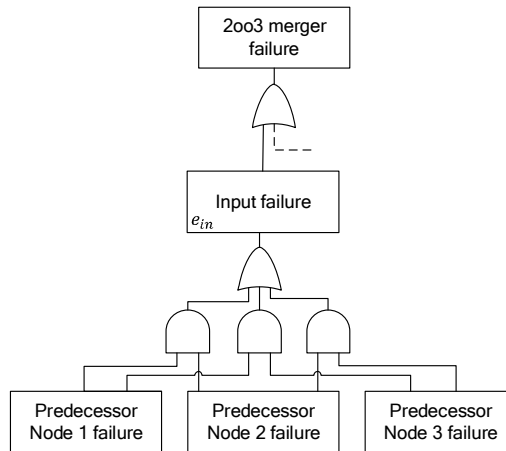 2oo3 merger
failure
Input failure
e_in
Predecessor
Node 1 failure
Predecessor
Node 2 failure
Predecessor
Node 3 failure